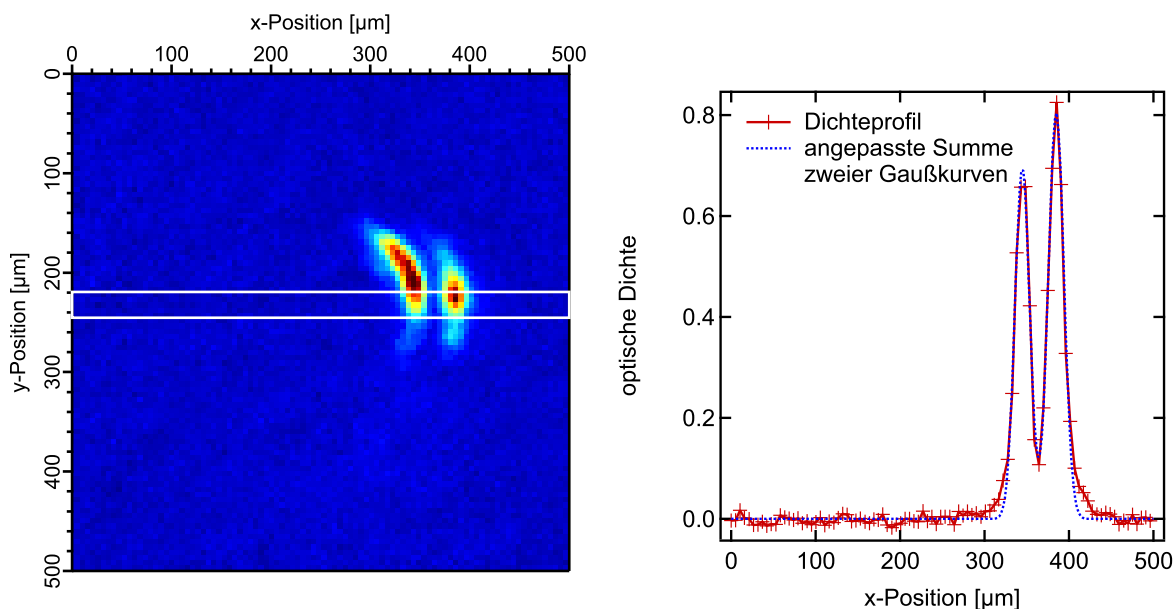 x-Position [µm]
0 100 200 300 400 500
y-Position [µm]
0
100
200
300
400
500
optische Dichte
0.8
0.6
0.4
0.2
0.0
Dichteprofil
angepasste Summe
zweier Gaußkurven
0 100 200 300 400 500
x-Position [µm]